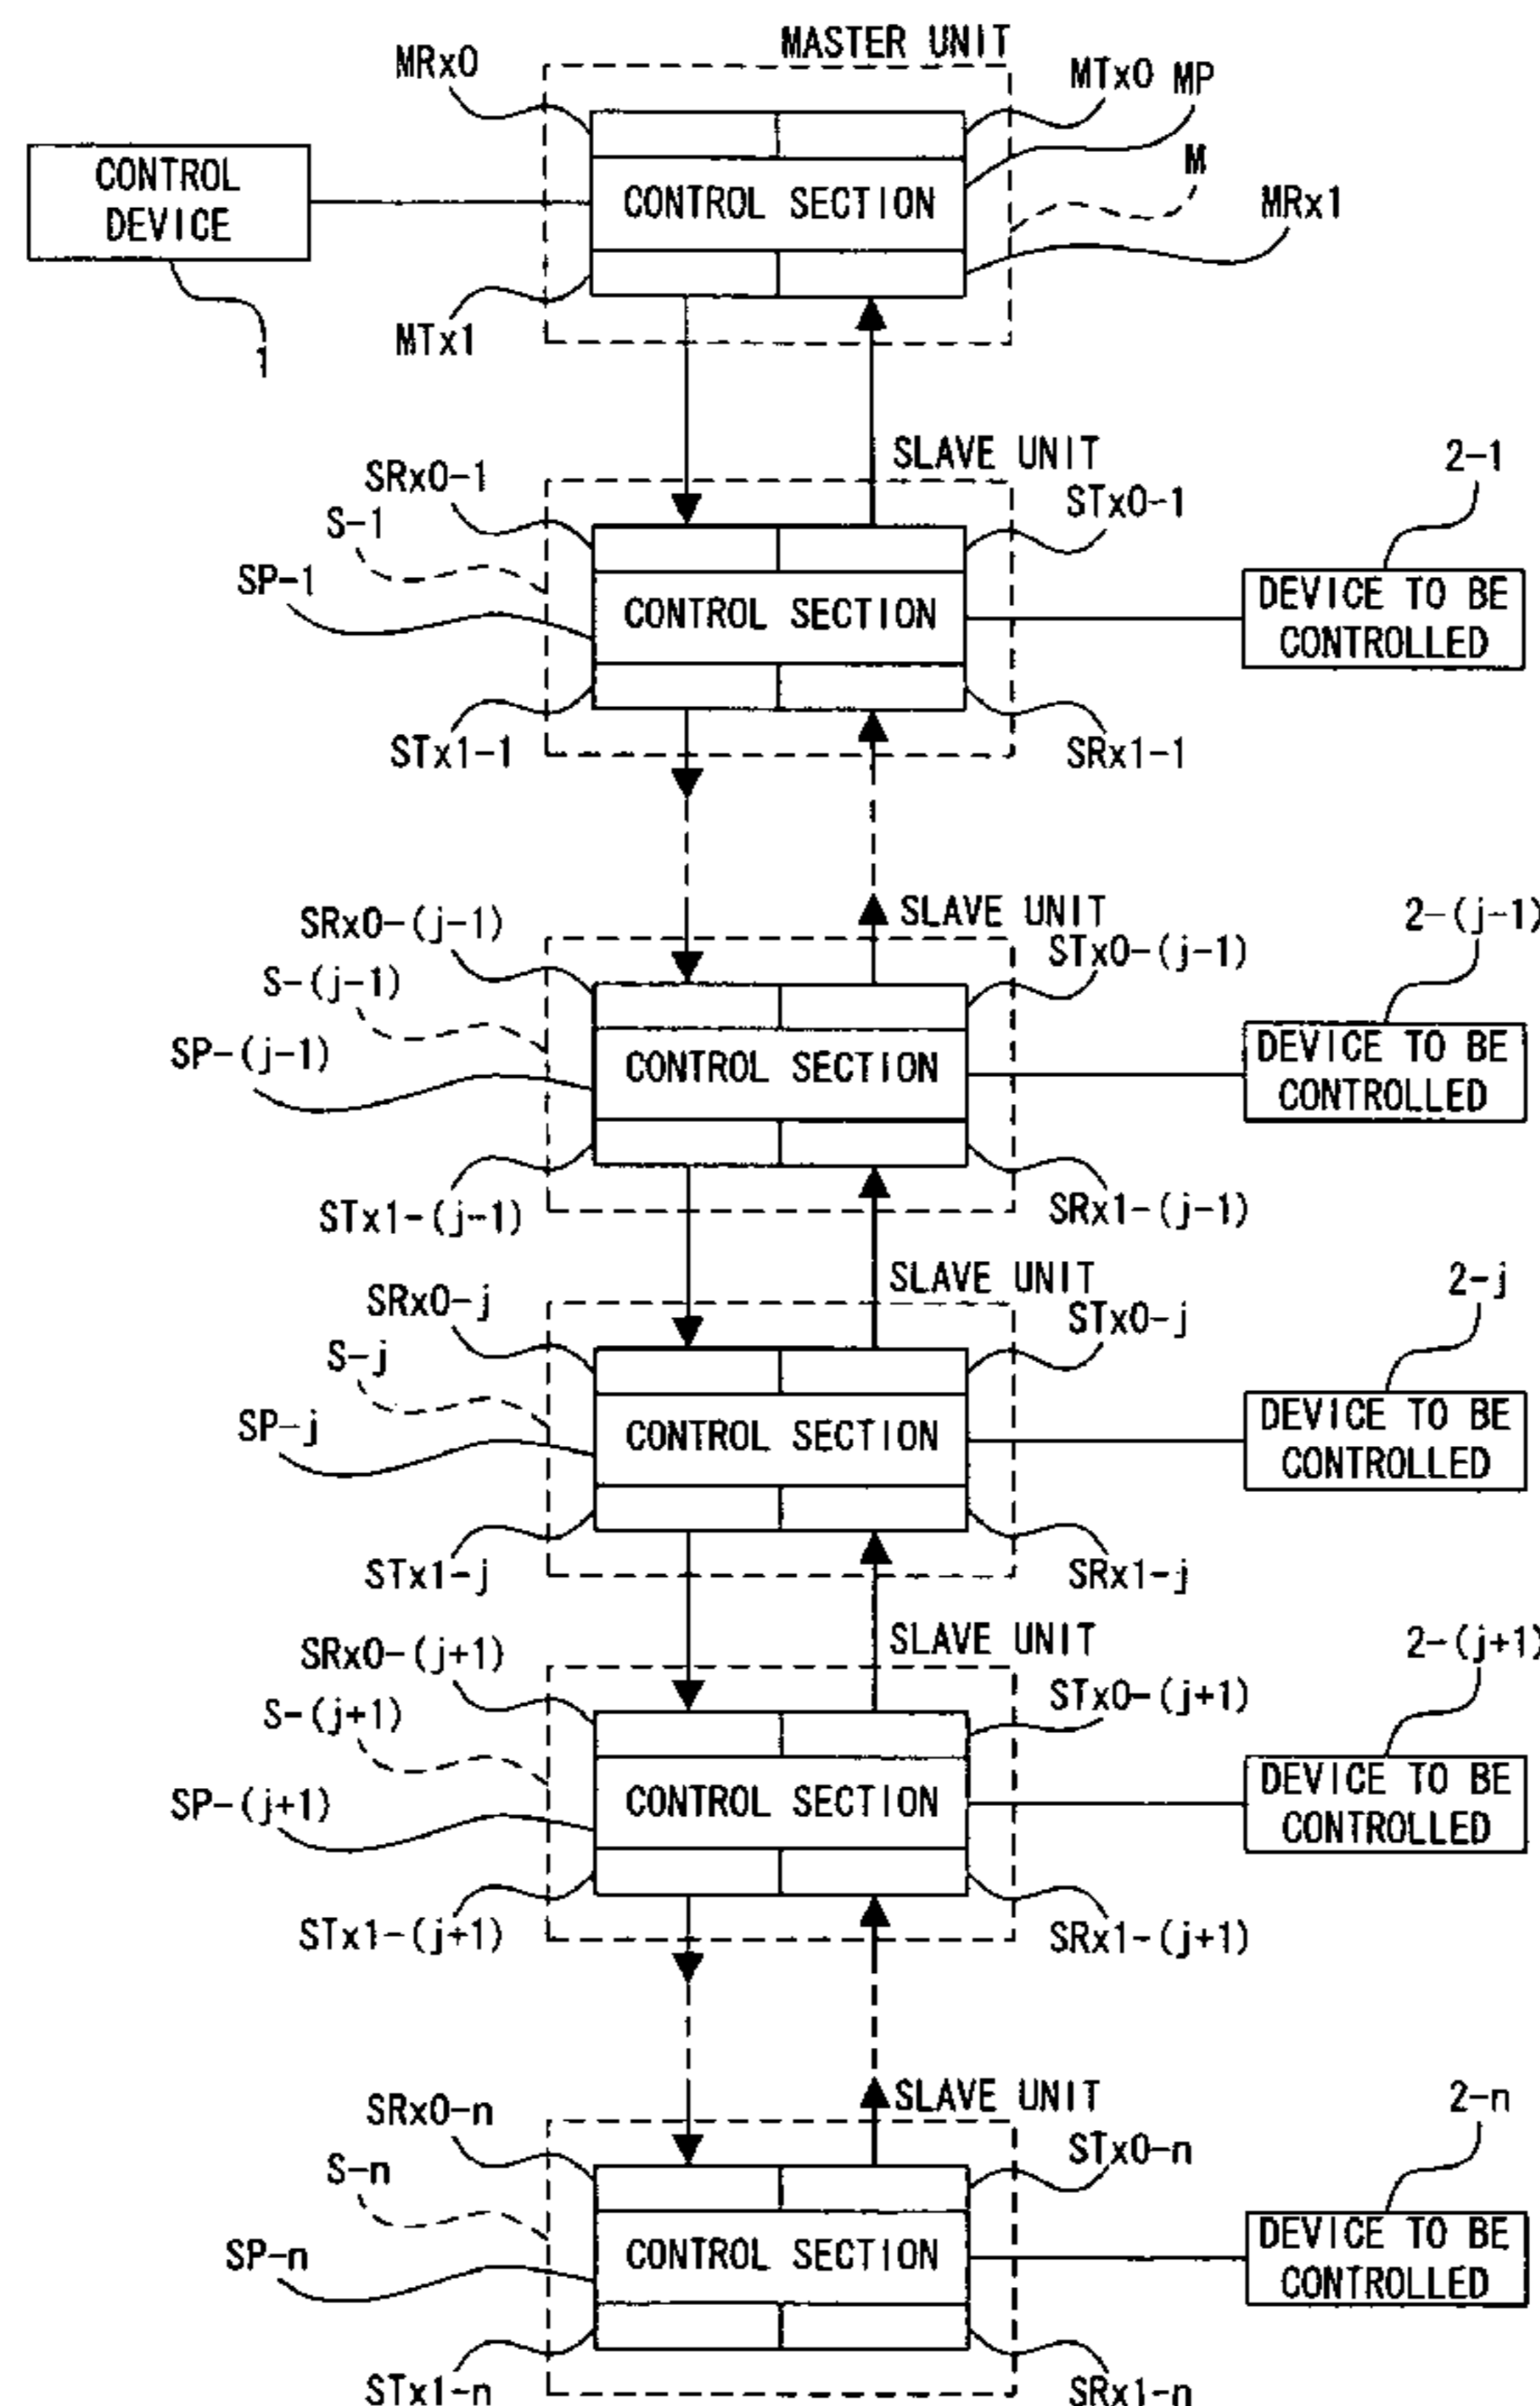 MASTER UNIT
MRx0
MTx0 MP
M
CONTROL
DEVICE
CONTROL SECTION
MRx1
MTx1
1
SLAVE UNIT
2-1
SRx0-1
STx0-1
S-1
SP-1
CONTROL SECTION
DEVICE TO BE
CONTROLLED
STx1-1
SRx1-1
SLAVE UNIT
2-(j-1)
SRx0-(j-1)
STx0-(j-1)
S-(j-1)
SP-(j-1)
CONTROL SECTION
DEVICE TO BE
CONTROLLED
STx1-(j-1)
SRx1-(j-1)
SLAVE UNIT
2-j
SRx0-j
STx0-j
S-j
SP-j
CONTROL SECTION
DEVICE TO BE
CONTROLLED
STx1-j
SRx1-j
SLAVE UNIT
2-(j+1)
SRx0-(j+1)
STx0-(j+1)
S-(j+1)
SP-(j+1)
CONTROL SECTION
DEVICE TO BE
CONTROLLED
STx1-(j+1)
SRx1-(j+1)
SLAVE UNIT
2-n
SRx0-n
STx0-n
S-n
SP-n
CONTROL SECTION
DEVICE TO BE
CONTROLLED
STx1-n
SRx1-n